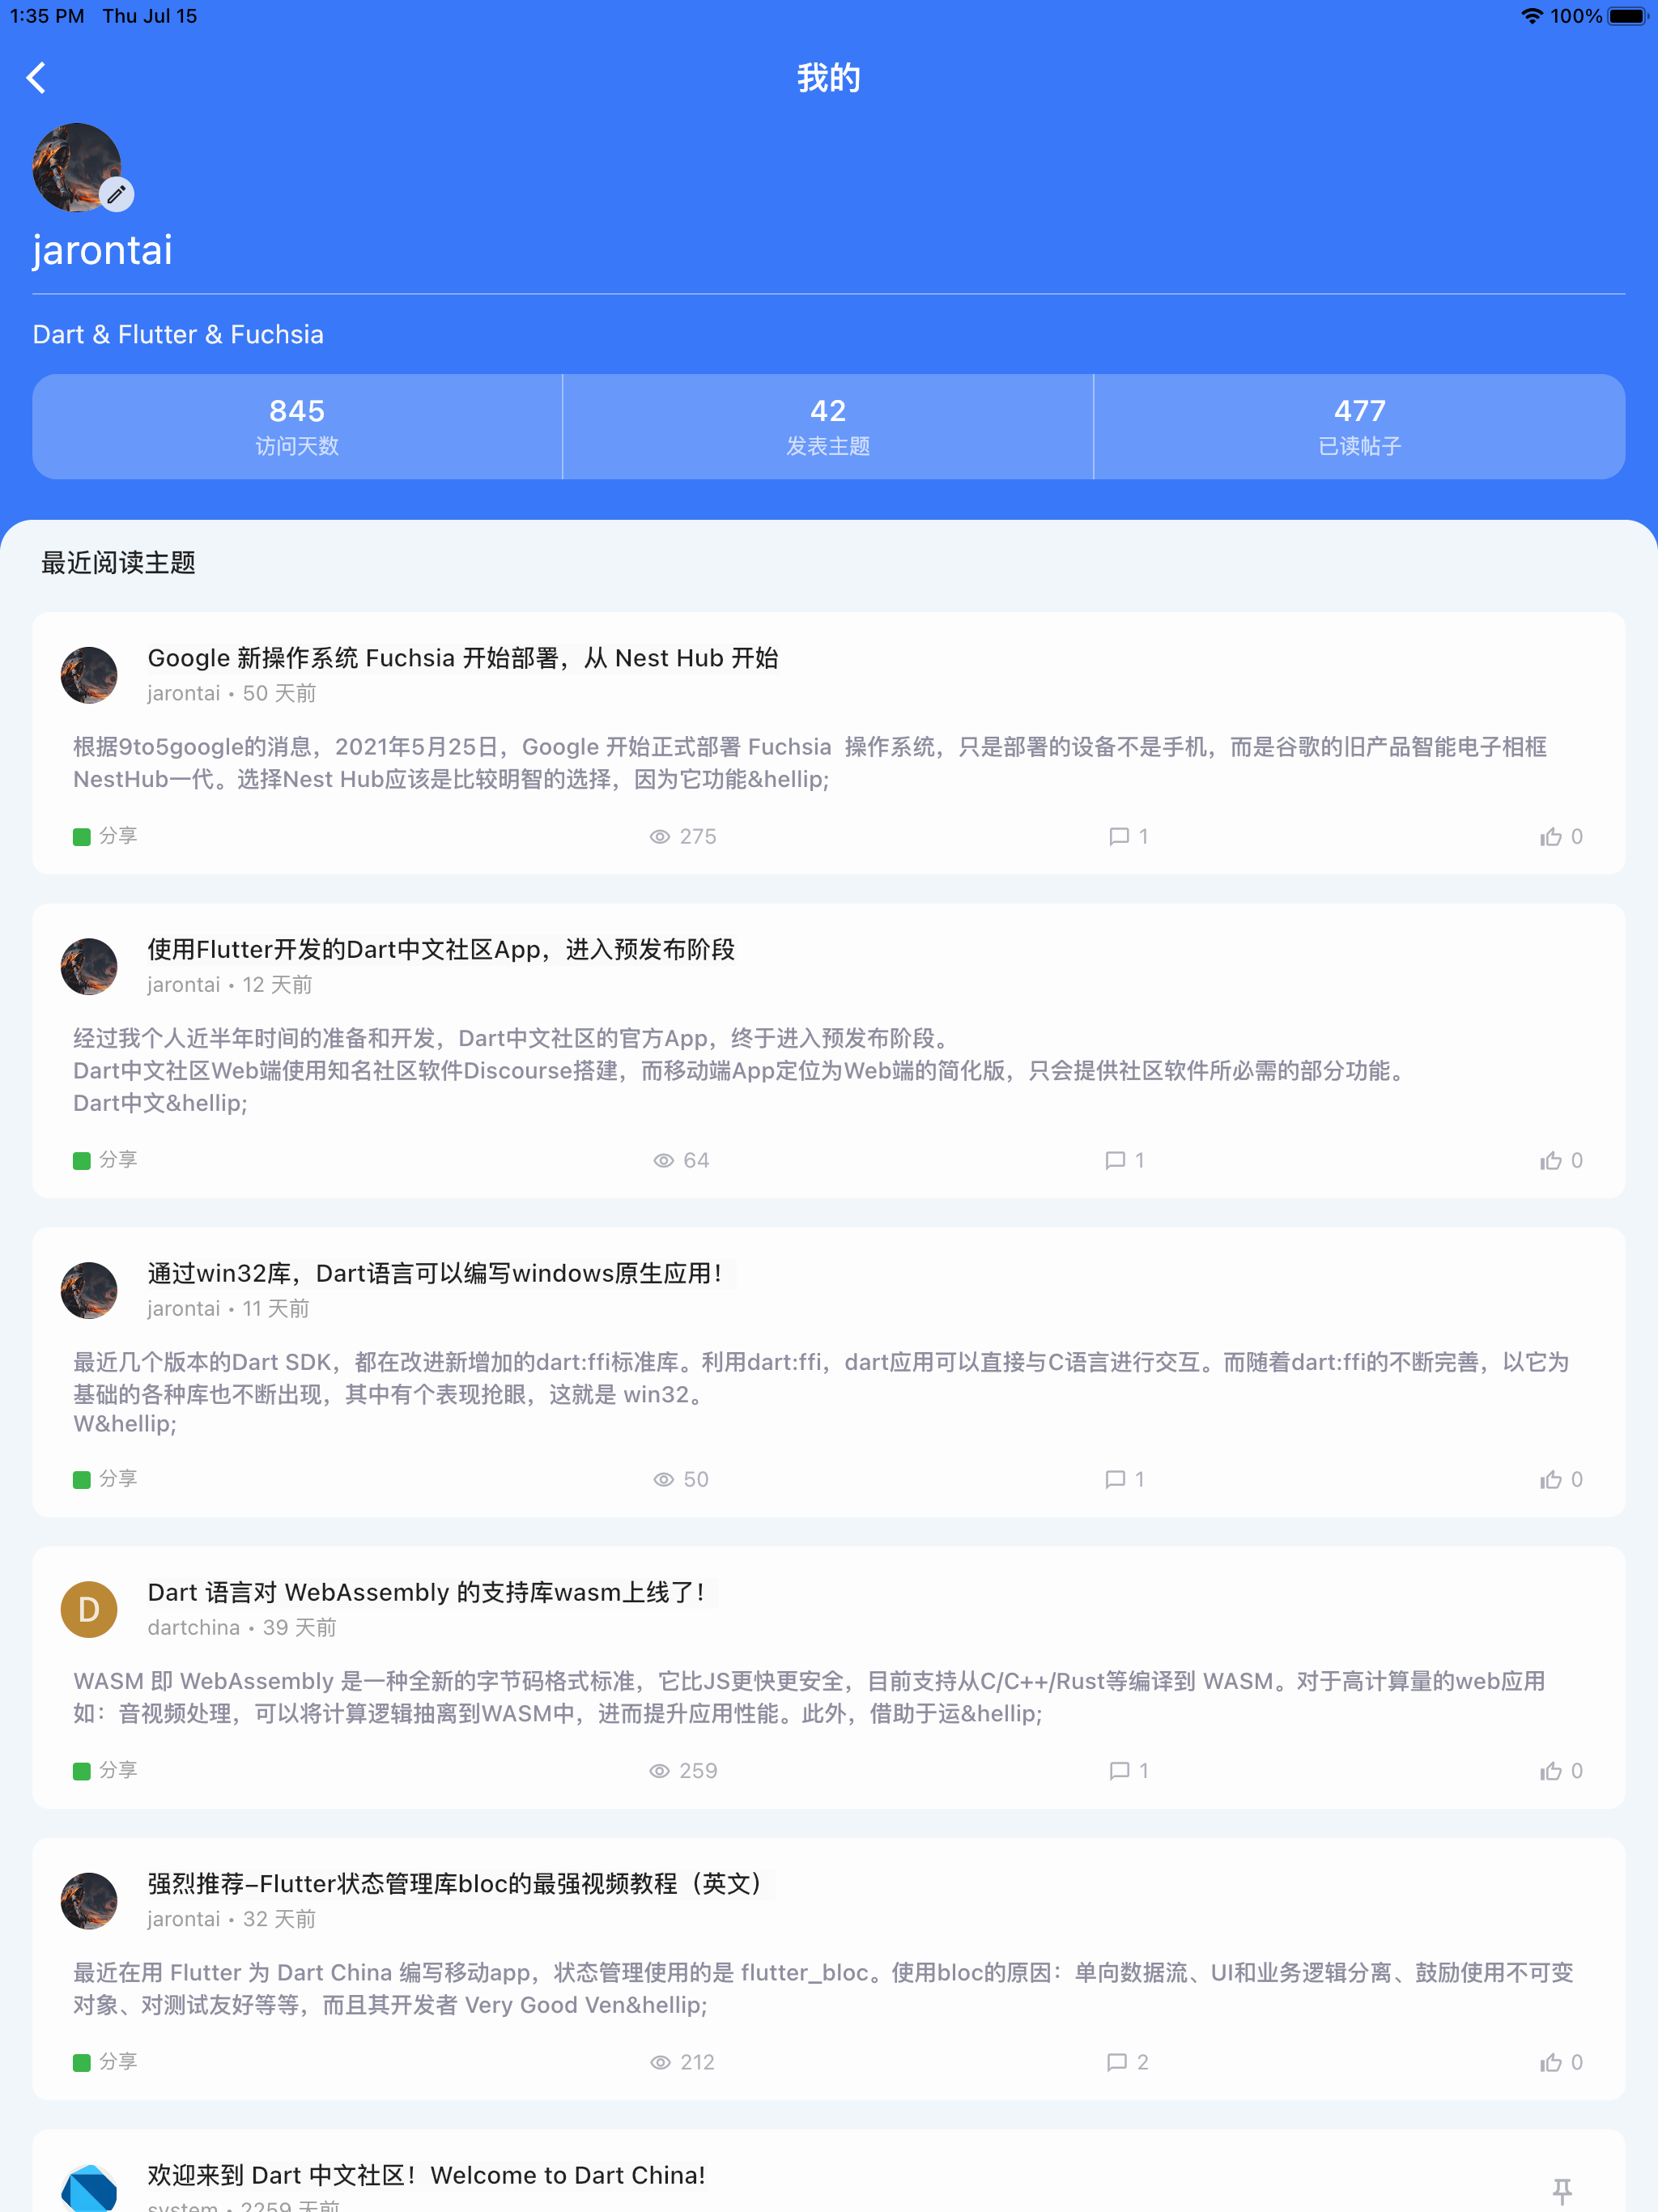 1:35 PM Thu Jul 15 100%
我的
jarontai
Dart & Flutter & Fuchsia
845 42 477
访问天数 发表主题 已读帖子
最近阅读主题
Google 新操作系统 Fuchsia 开始部署，从 Nest Hub 开始
jarontai • 50 天前
根据9to5google的消息，2021年5月25日，Google 开始正式部署 Fuchsia 操作系统，只是部署的设备不是手机，而是谷歌的旧产品智能电子相框
NestHub一代。选择Nest Hub应该是比较明智的选择，因为它功能&hellip;
分享 275 1 0
使用Flutter开发的Dart中文社区App，进入预发布阶段
jarontai • 12 天前
经过我个人近半年时间的准备和开发，Dart中文社区的官方App，终于进入预发布阶段。
Dart中文社区Web端使用知名社区软件Discourse搭建，而移动端App定位为Web端的简化版，只会提供社区软件所必需的部分功能。
Dart中文&hellip;
分享 64 1 0
通过win32库，Dart语言可以编写windows原生应用！
jarontai • 11 天前
最近几个版本的Dart SDK，都在改进新增加的dart:ffi标准库。利用dart:ffi，dart应用可以直接与C语言进行交互。而随着dart:ffi的不断完善，以它为
基础的各种库也不断出现，其中有个表现抢眼，这就是 win32。
W&hellip;
分享 50 1 0
D
Dart 语言对 WebAssembly 的支持库wasm上线了！
dartchina • 39 天前
WASM 即 WebAssembly 是一种全新的字节码格式标准，它比JS更快更安全，目前支持从C/C++/Rust等编译到 WASM。对于高计算量的web应用
如：音视频处理，可以将计算逻辑抽离到WASM中，进而提升应用性能。此外，借助于运&hellip;
分享 259 1 0
强烈推荐–Flutter状态管理库bloc的最强视频教程（英文）
jarontai • 32 天前
最近在用 Flutter 为 Dart China 编写移动app，状态管理使用的是 flutter_bloc。使用bloc的原因：单向数据流、UI和业务逻辑分离、鼓励使用不可变
对象、对测试友好等等，而且其开发者 Very Good Ven&hellip;
分享 212 2 0
欢迎来到 Dart 中文社区！Welcome to Dart China!
system • 2259 天前